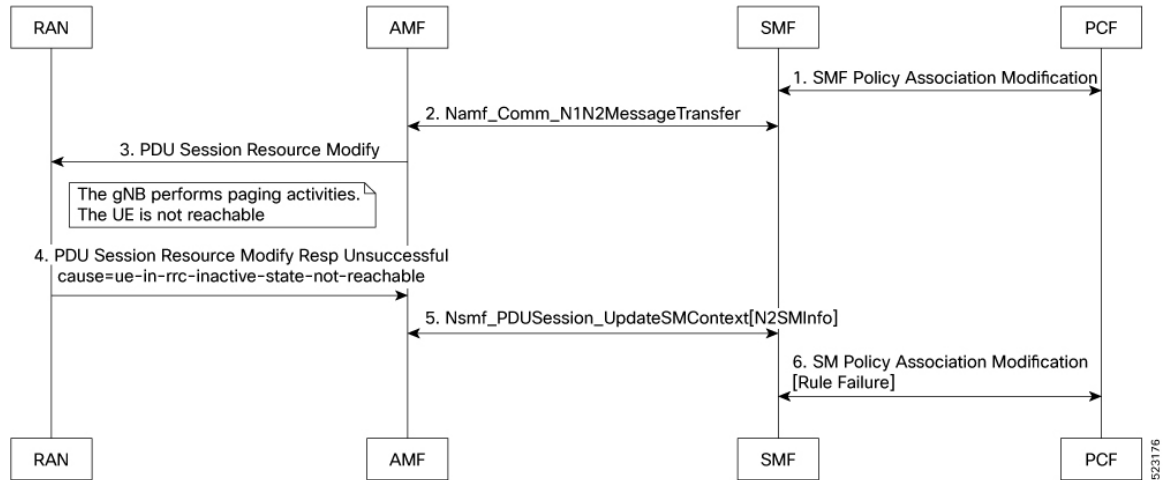 RAN
AMF
SMF
PCF
1. SMF Policy Association Modification
2. Namf_Comm_N1N2MessageTransfer
3. PDU Session Resource Modify
The gNB performs paging activities.
The UE is not reachable
4. PDU Session Resource Modify Resp Unsuccessful
cause=ue-in-rrc-inactive-state-not-reachable
5. Nsmf_PDUSession_UpdateSMContext[N2SMInfo]
6. SM Policy Association Modification
[Rule Failure]
RAN
AMF
SMF
PCF
523176